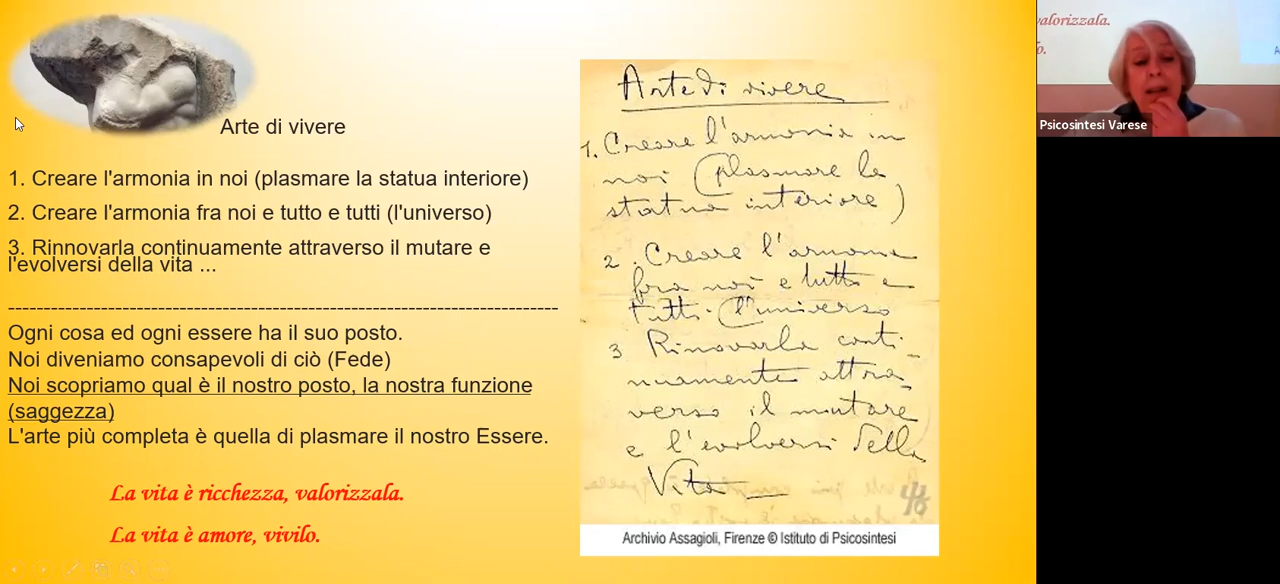 Arte di vivere
1. Creare l'armonia in noi (plasmare la statua interiore)
2. Creare l'armonia fra noi e tutto e tutti (l'universo)
3. Rinnovarla continuamente attraverso il mutare e
l'evolversi della vita ...
------------------------------------------------------------------------------
Ogni cosa ed ogni essere ha il suo posto.
Noi diveniamo consapevoli di ciò (Fede)
Noi scopriamo qual è il nostro posto, la nostra funzione
(saggezza)
L'arte più completa è quella di plasmare il nostro Essere.
La vita è ricchezza, valorizzala.
La vita è amore, vivilo.
Arte di vivere
1. Creare l'armonia in
noi (plasmare la
statua interiore)
2. Creare l'armonia
fra noi e tutto e
tutti. (l'universo
3 Rinovarla conti-
nuamente attra
verso il mutare
e l'evolversi della
Vita
Archivio Assagioli, Firenze © Istituto di Psicosintesi
valorizzala.
o.
A
Psicosintesi Varese